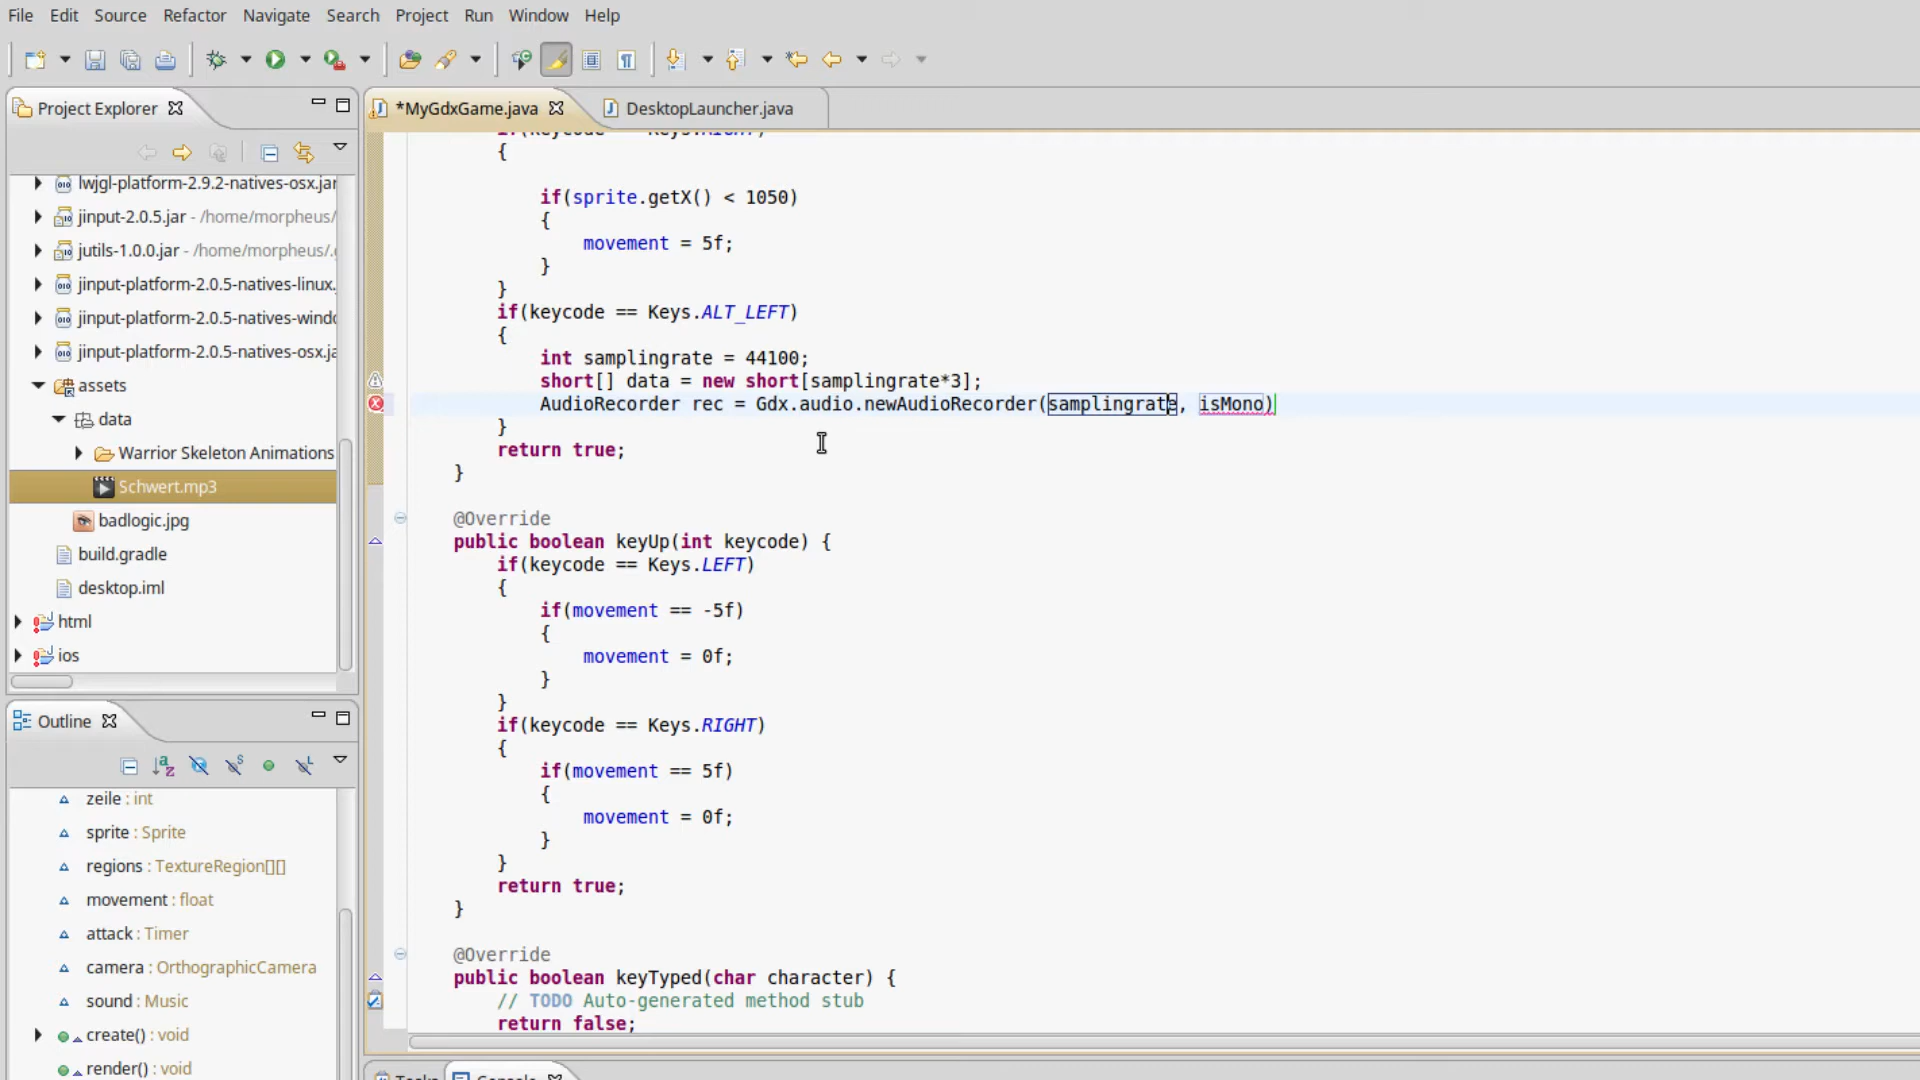 File Edit Source Refactor Navigate Search Project Run Window Help
Project Explorer
*MyGdxGame.java
DesktopLauncher.java
lwjgl-platform-2.9.2-natives-osx.jar
jinput-2.0.5.jar - /home/morpheus/
jutils-1.0.0.jar - /home/morpheus/.
jinput-platform-2.0.5-natives-linux.
jinput-platform-2.0.5-natives-windo
jinput-platform-2.0.5-natives-osx.ja
assets
data
Warrior Skeleton Animations
Schwert.mp3
badlogic.jpg
build.gradle
desktop.iml
html
ios
Outline
zeile : int
sprite : Sprite
regions : TextureRegion[][]
movement : float
attack : Timer
camera : OrthographicCamera
sound : Music
create() : void
render() : void
{
if(sprite.getX() < 1050)
{
movement = 5f;
}
}
if(keycode == Keys.ALT_LEFT)
{
int samplingrate = 44100;
short[] data = new short[samplingrate*3];
AudioRecorder rec = Gdx.audio.newAudioRecorder(samplingrate, isMono)
}
return true;
}
@Override
public boolean keyUp(int keycode) {
if(keycode == Keys.LEFT)
{
if(movement == -5f)
{
movement = 0f;
}
}
if(keycode == Keys.RIGHT)
{
if(movement == 5f)
{
movement = 0f;
}
}
return true;
}
@Override
public boolean keyTyped(char character) {
// TODO Auto-generated method stub
return false;
Tasks
Console